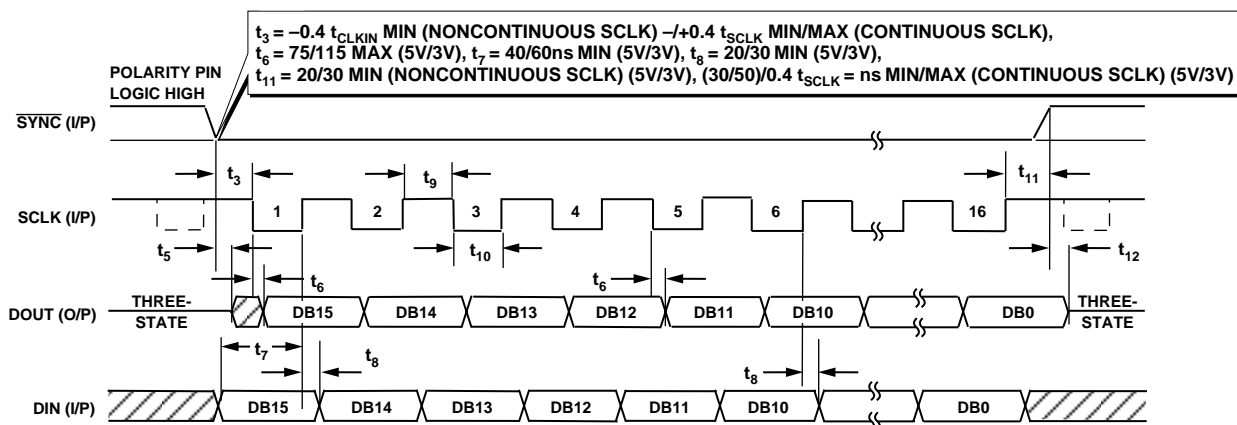 t3 = –0.4 tCLKIN MIN (NONCONTINUOUS SCLK) –/+0.4 tSCLK MIN/MAX (CONTINUOUS SCLK),
t6 = 75/115 MAX (5V/3V), t7 = 40/60ns MIN (5V/3V), t8 = 20/30 MIN (5V/3V),
t11 = 20/30 MIN (NONCONTINUOUS SCLK) (5V/3V), (30/50)/0.4 tSCLK = ns MIN/MAX (CONTINUOUS SCLK) (5V/3V)
POLARITY PIN
LOGIC HIGH
SYNC (I/P)
t3 t9 t11
SCLK (I/P) 1 2 3 4 5 6 16
t5 t10 t12
t6 t6
THREE-
STATE
DOUT (O/P) DB15 DB14 DB13 DB12 DB11 DB10 DB0
THREE-
STATE
t7 t8 t8
DIN (I/P) DB15 DB14 DB13 DB12 DB11 DB10 DB0